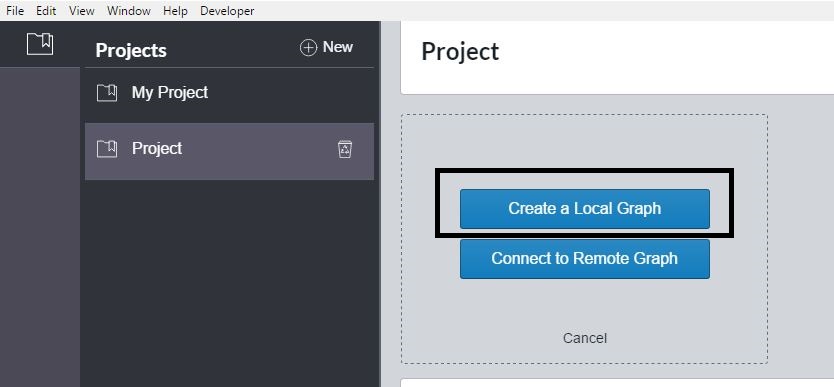 File Edit View Window Help Developer
Projects
New
My Project
Project
Project
Create a Local Graph
Connect to Remote Graph
Cancel